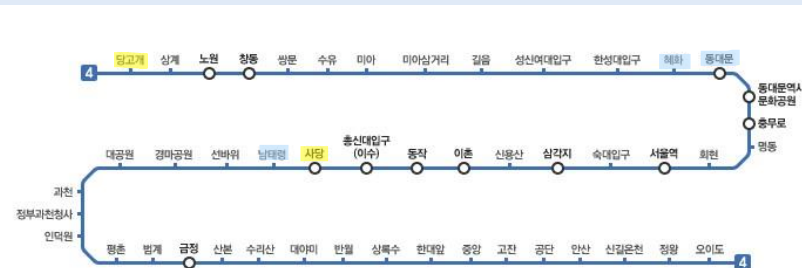 4 당고개 상계 노원 창동 쌍문 수유 미아 미아삼거리 길음 성신여대입구 한성대입구 혜화 동대문
동대문역사
문화공원
충무로
명동
대공원 경마공원 선바위 남태령 사당 총신대입구
(이수) 동작 이촌 신용산 삼각지 숙대입구 서울역 회현
과천
정부과천청사
인덕원
평촌 범계 금정 산본 수리산 대야미 반월 상록수 한대앞 중앙 고잔 공단 안산 신길온천 정왕 오이도 4